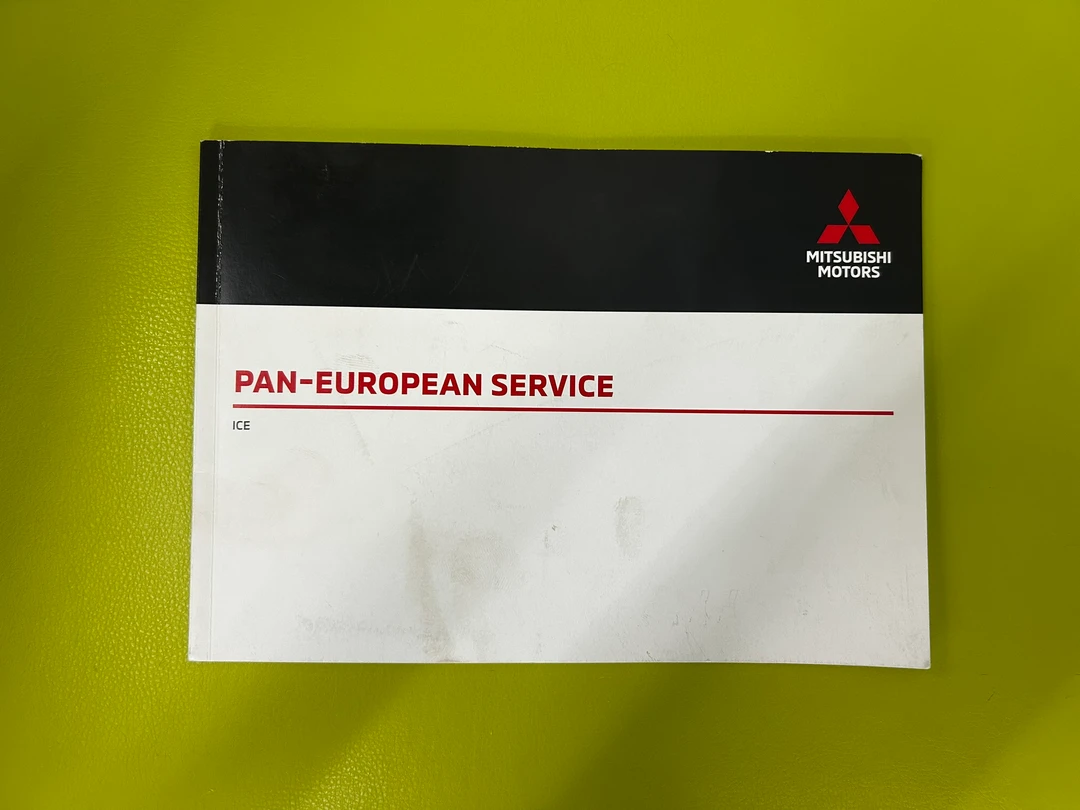 MITSUBISHI
MOTORS
PAN-EUROPEAN SERVICE
ICE